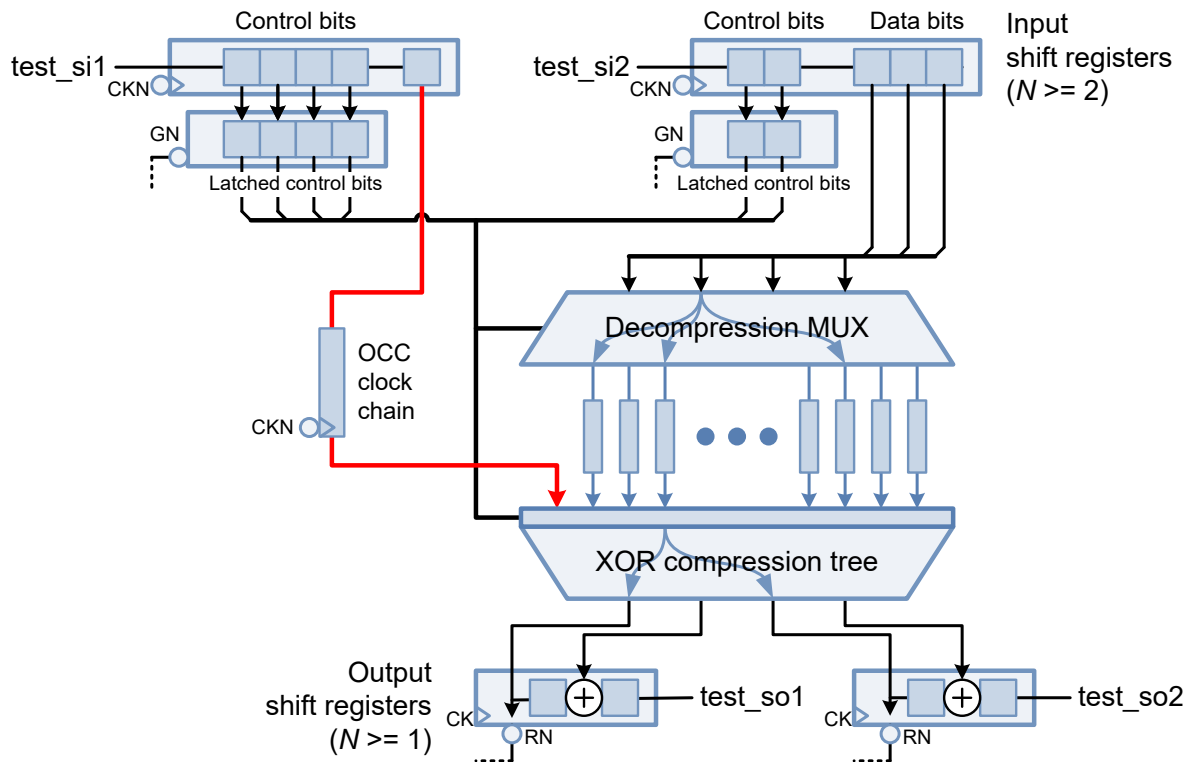 Control bits
Control bits
Data bits
Input
shift registers
(N >= 2)
test_si1
CKN
test_si2
CKN
GN
Latched control bits
GN
Latched control bits
Decompression MUX
OCC
clock
chain
CKN
XOR compression tree
Output
shift registers
(N >= 1)
CK
RN
test_so1
CK
RN
test_so2